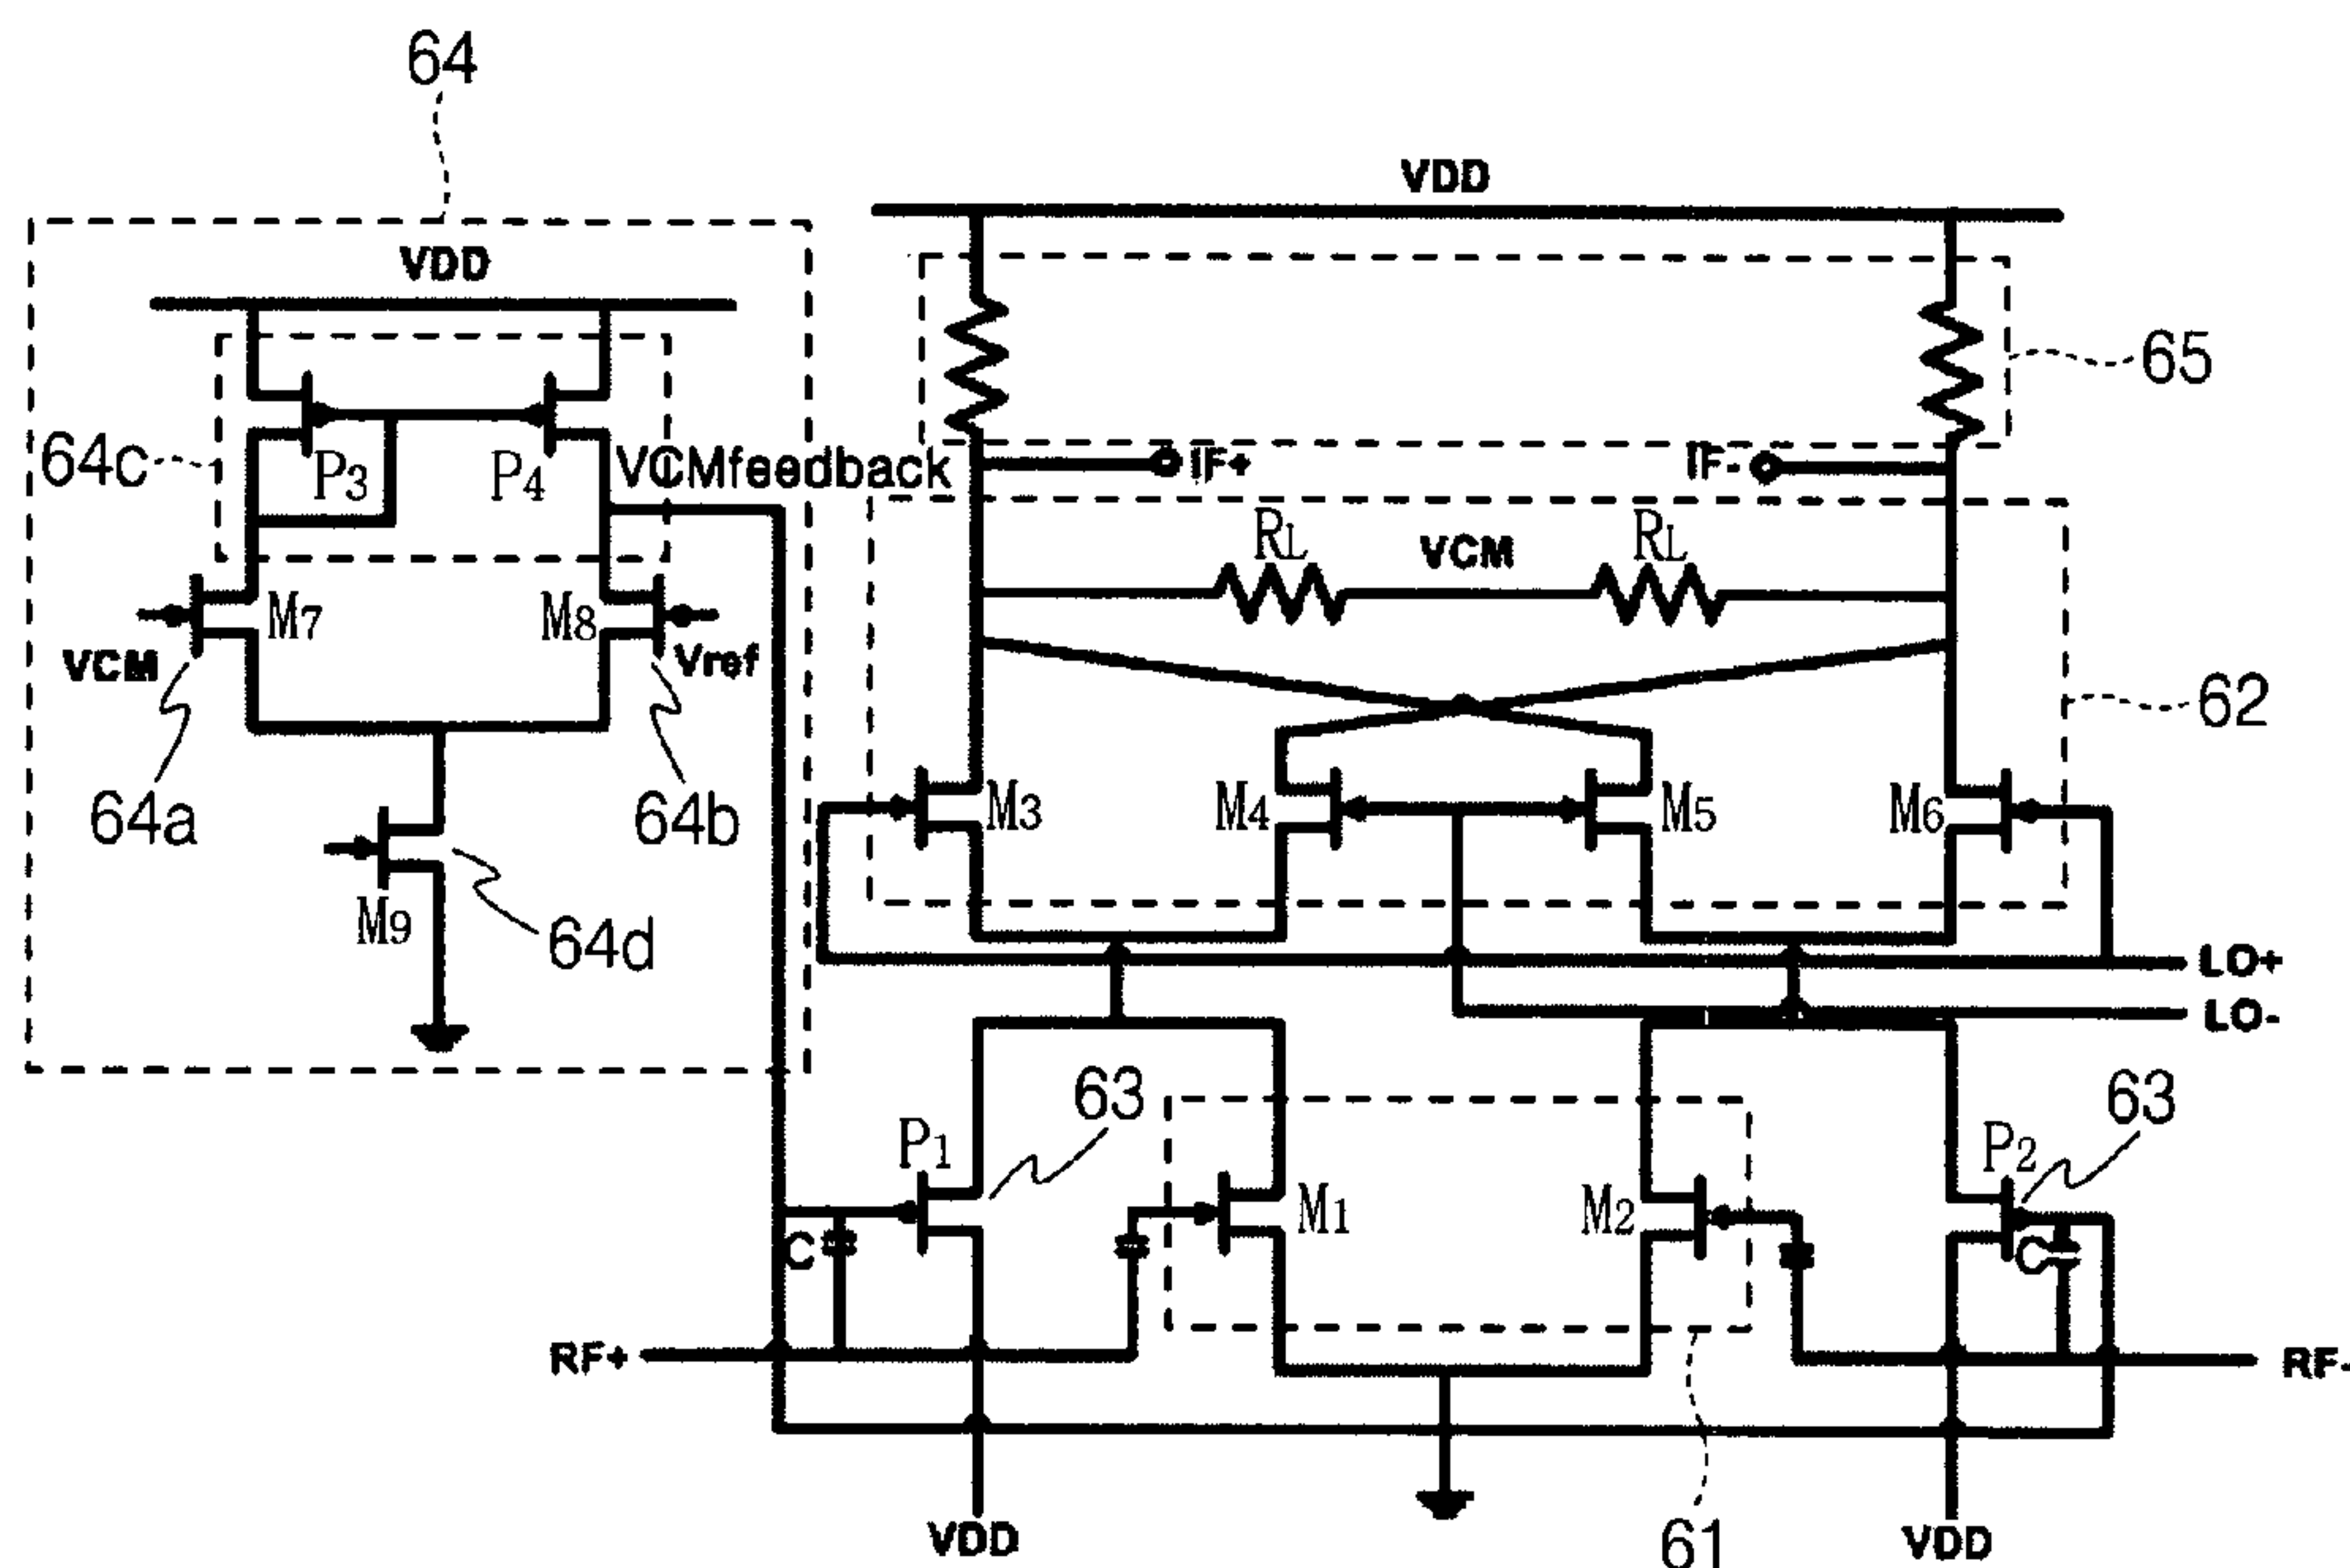 64
VDD
VDD
65
64c
P3
P4
VCMfeedback
IF+
IF-
RL
VCM
RL
M7
M8
VCM
Vref
62
64a
64b
M3
M4
M5
M6
M9
64d
LO+
LO-
63
63
P1
P2
M1
M2
C
C
RF+
RF-
VDD
61
VDD